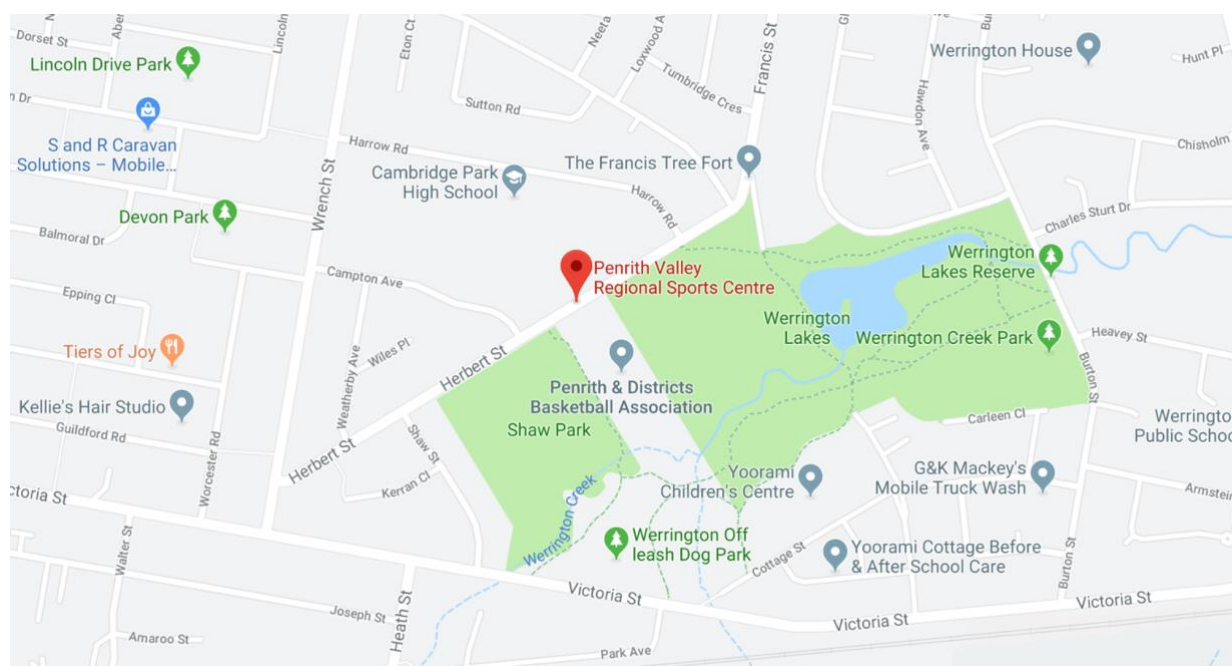 Dorset St
Lincoln
Eton Ct
Neeta
Loxwood A
Francis St
Werrington House
Hunt Pl
Lincoln Drive Park
Tumbridge Cres
Hawdon Ave
Sutton Rd
S and R Caravan
Solutions – Mobile...
Wrench St
Harrow Rd
Chisholm
The Francis Tree Fort
Cambridge Park
High School
Harrow Rd
Devon Park
Charles Sturt Dr
Balmoral Dr
Werrington
Lakes Reserve
Campton Ave
Penrith Valley
Regional Sports Centre
Epping Cl
Werrington
Lakes
Werrington Creek Park
Heavey St
Tiers of Joy
Wiles Pl
Herbert St
Weatherby Ave
Burton St
Penrith & Districts
Basketball Association
Kellie's Hair Studio
Carleen Cl
Shaw Park
Guildford Rd
Werringto
Public Schoo
Worcester Rd
Herbert St
Shaw St
Yoorami
Children's Centre
G&K Mackey's
Mobile Truck Wash
Kerran Cl
Armstein
ctoria St
Werrington Creek
Werrington Off
leash Dog Park
Walter St
Cottage St
Yoorami Cottage Before
& After School Care
Burton St
Victoria St
Victoria St
Victoria St
Joseph St
Heath St
Amaroo St
Park Ave